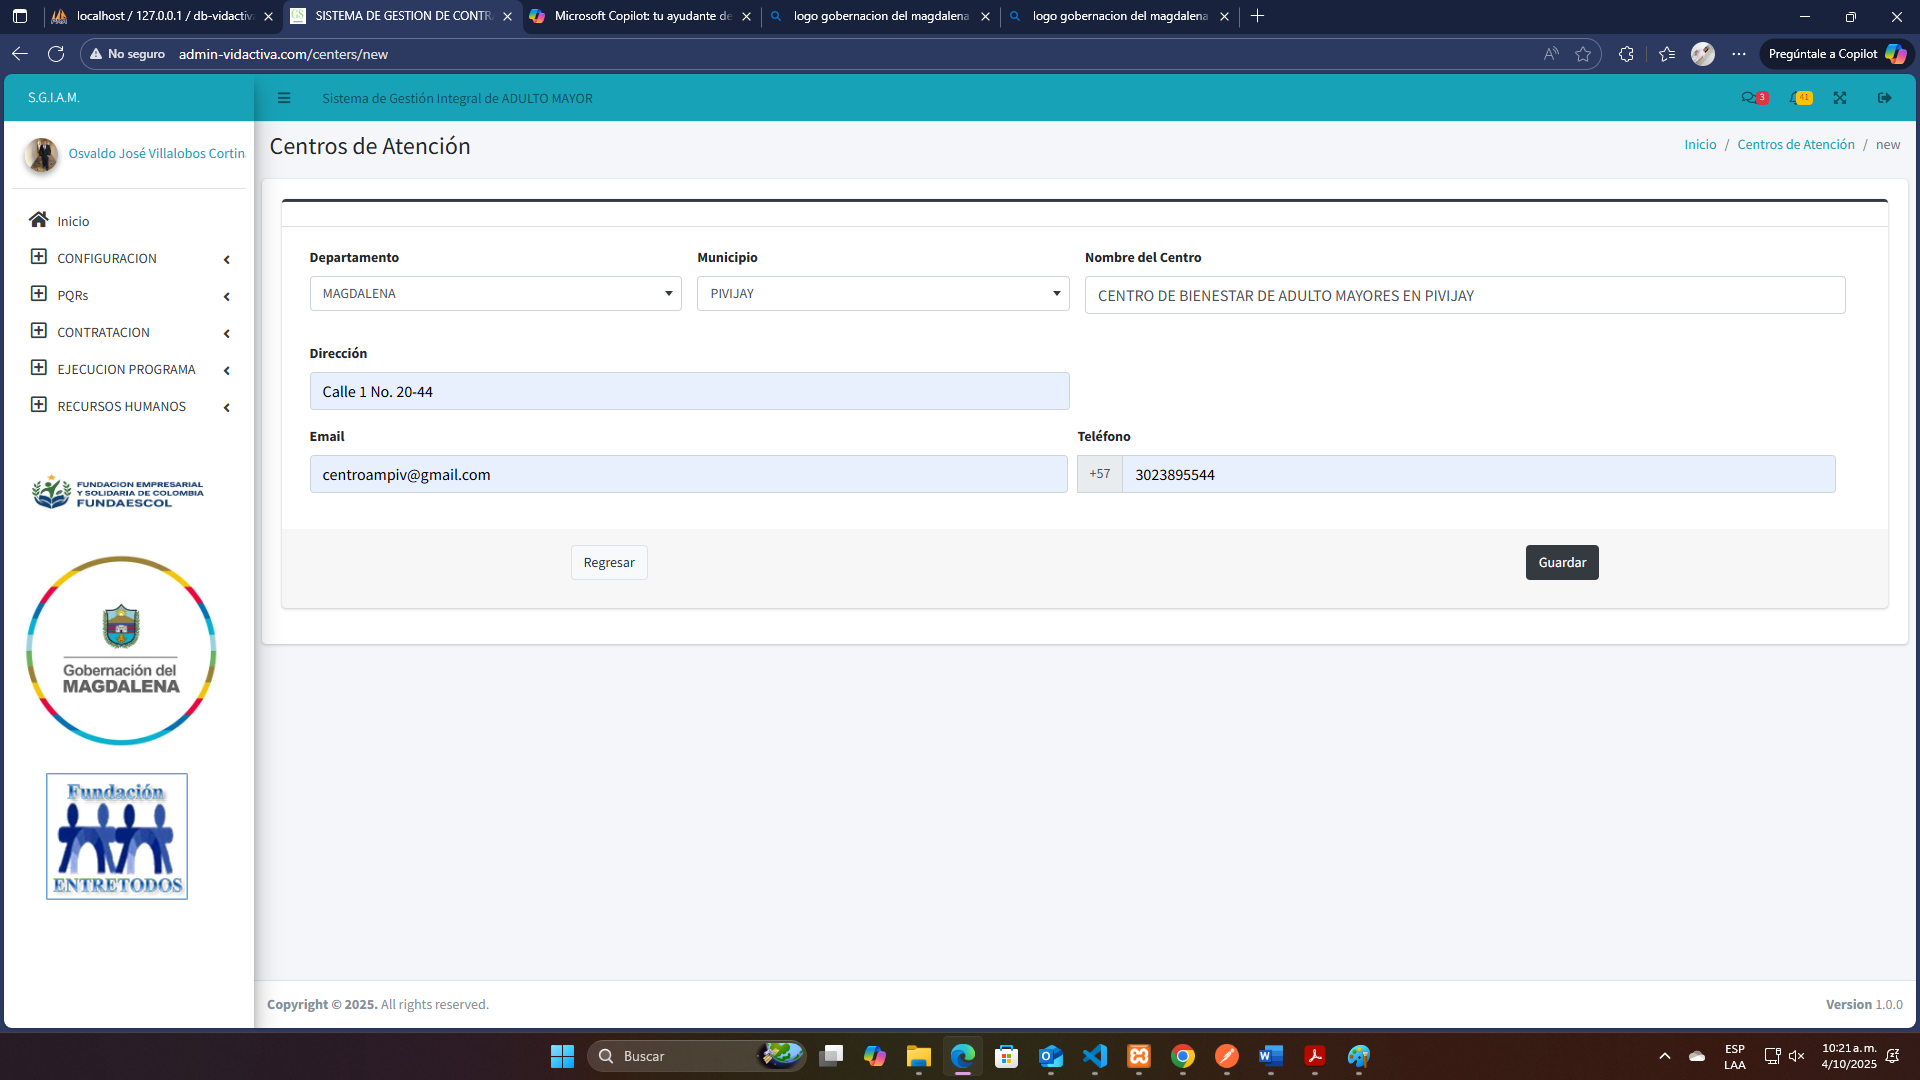 localhost / 127.0.0.1 / db-vidactiv
SISTEMA DE GESTION DE CONTR
Microsoft Copilot: tu ayudante de
logo gobernacion del magdalena
logo gobernacion del magdalena
No seguro
admin-vidactiva.com/centers/new
Pregúntale a Copilot
S.G.I.A.M.
Sistema de Gestión Integral de ADULTO MAYOR
3
41
Osvaldo José Villalobos Cortin
Centros de Atención
Inicio / Centros de Atención / new
Inicio
CONFIGURACION
PQRs
CONTRATACION
EJECUCION PROGRAMA
RECURSOS HUMANOS
Departamento
Municipio
Nombre del Centro
MAGDALENA
PIVIJAY
CENTRO DE BIENESTAR DE ADULTO MAYORES EN PIVIJAY
Dirección
Calle 1 No. 20-44
Email
Teléfono
centroampiv@gmail.com
+57
3023895544
Regresar
Guardar
FUNDACION EMPRESARIAL
Y SOLIDARIA DE COLOMBIA
FUNDAESCOL
Gobernación del
MAGDALENA
Fundación
ENTRETODOS
Copyright © 2025. All rights reserved.
Version 1.0.0
Buscar
ESP
LAA
10:21 a. m.
4/10/2025